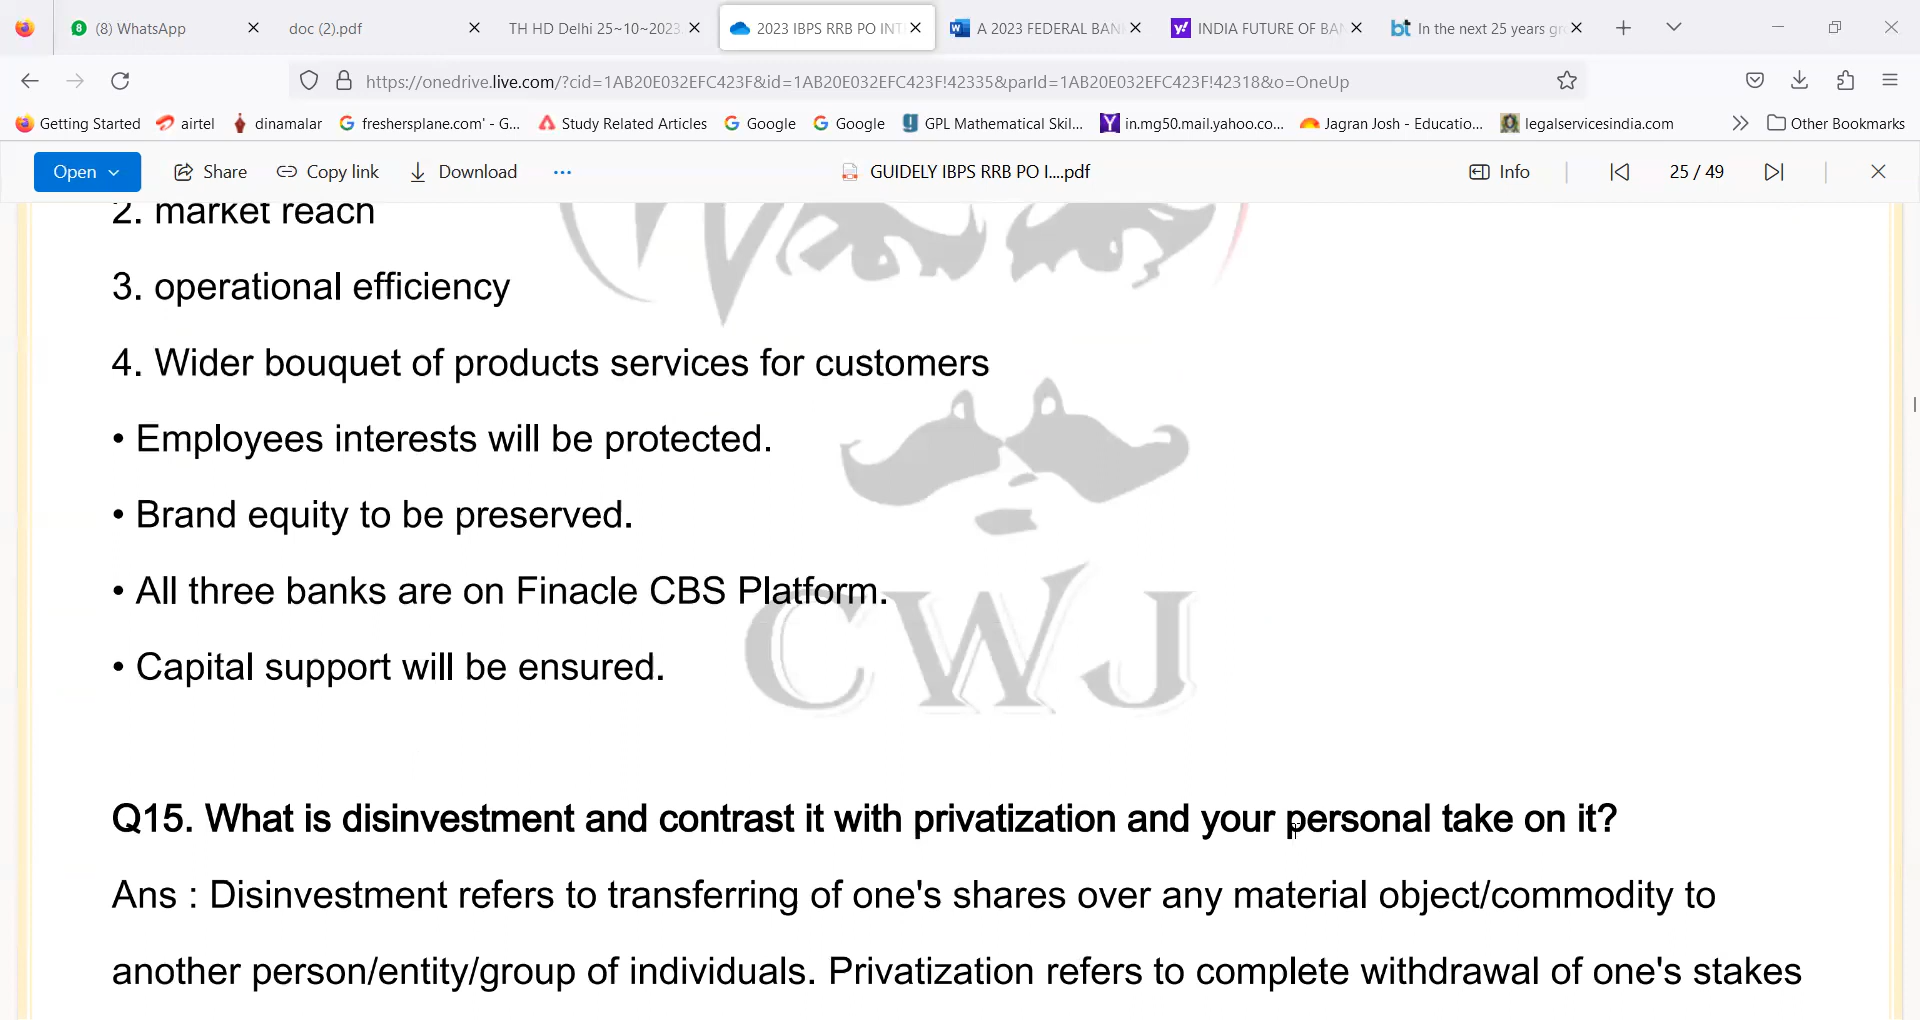 (8) WhatsApp
doc (2).pdf
TH HD Delhi 25~10~2023.
2023 IBPS RRB PO INT
A 2023 FEDERAL BAN
INDIA FUTURE OF BA
In the next 25 years gr
https://onedrive.live.com/?cid=1AB20E032EFC423F&id=1AB20E032EFC423F!42335&parId=1AB20E032EFC423F!42318&o=OneUp
Getting Started
airtel
dinamalar
freshersplane.com' - G...
Study Related Articles
Google
Google
GPL Mathematical Skil...
in.mg50.mail.yahoo.co...
Jagran Josh - Educatio...
legalservicesindia.com
Other Bookmarks
Open
Share
Copy link
Download
...
GUIDELY IBPS RRB PO I....pdf
Info
25 / 49
2. market reach
3. operational efficiency
4. Wider bouquet of products services for customers
• Employees interests will be protected.
• Brand equity to be preserved.
• All three banks are on Finacle CBS Platform.
• Capital support will be ensured.
CWJ
Q15. What is disinvestment and contrast it with privatization and your personal take on it?
Ans : Disinvestment refers to transferring of one's shares over any material object/commodity to
another person/entity/group of individuals. Privatization refers to complete withdrawal of one's stakes